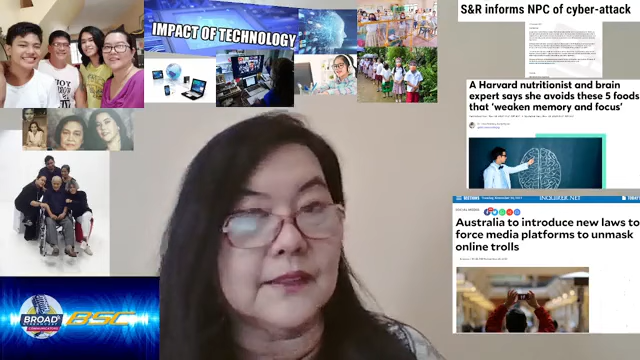 IMPACT OF TECHNOLOGY
S&R informs NPC of cyber-attack
A Harvard nutritionist and brain
expert says she avoids these 5 foods
that 'weaken memory and focus'
SECTIONS
INQUIRER.NET
Australia to introduce new laws to
force media platforms to unmask
online trolls
BROAD
COMMUNICATORS
BSC